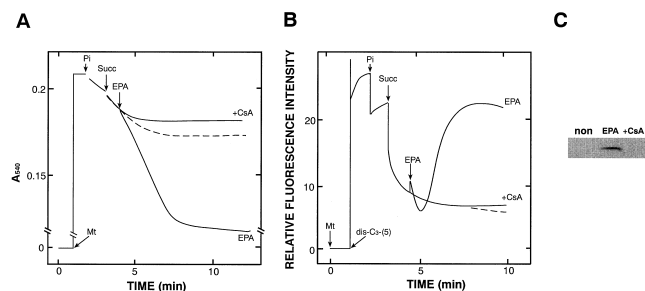 A
Pi
Succ
EPA
+CsA
0.2
0.15
0
A540
Mt
EPA
0
5
10
TIME (min)
B
Pi
Succ
EPA
EPA
+CsA
20
10
0
RELATIVE FLUORESCENCE INTENSITY
Mt
dis-C3-(5)
0
5
10
TIME (min)
C
non EPA +CsA